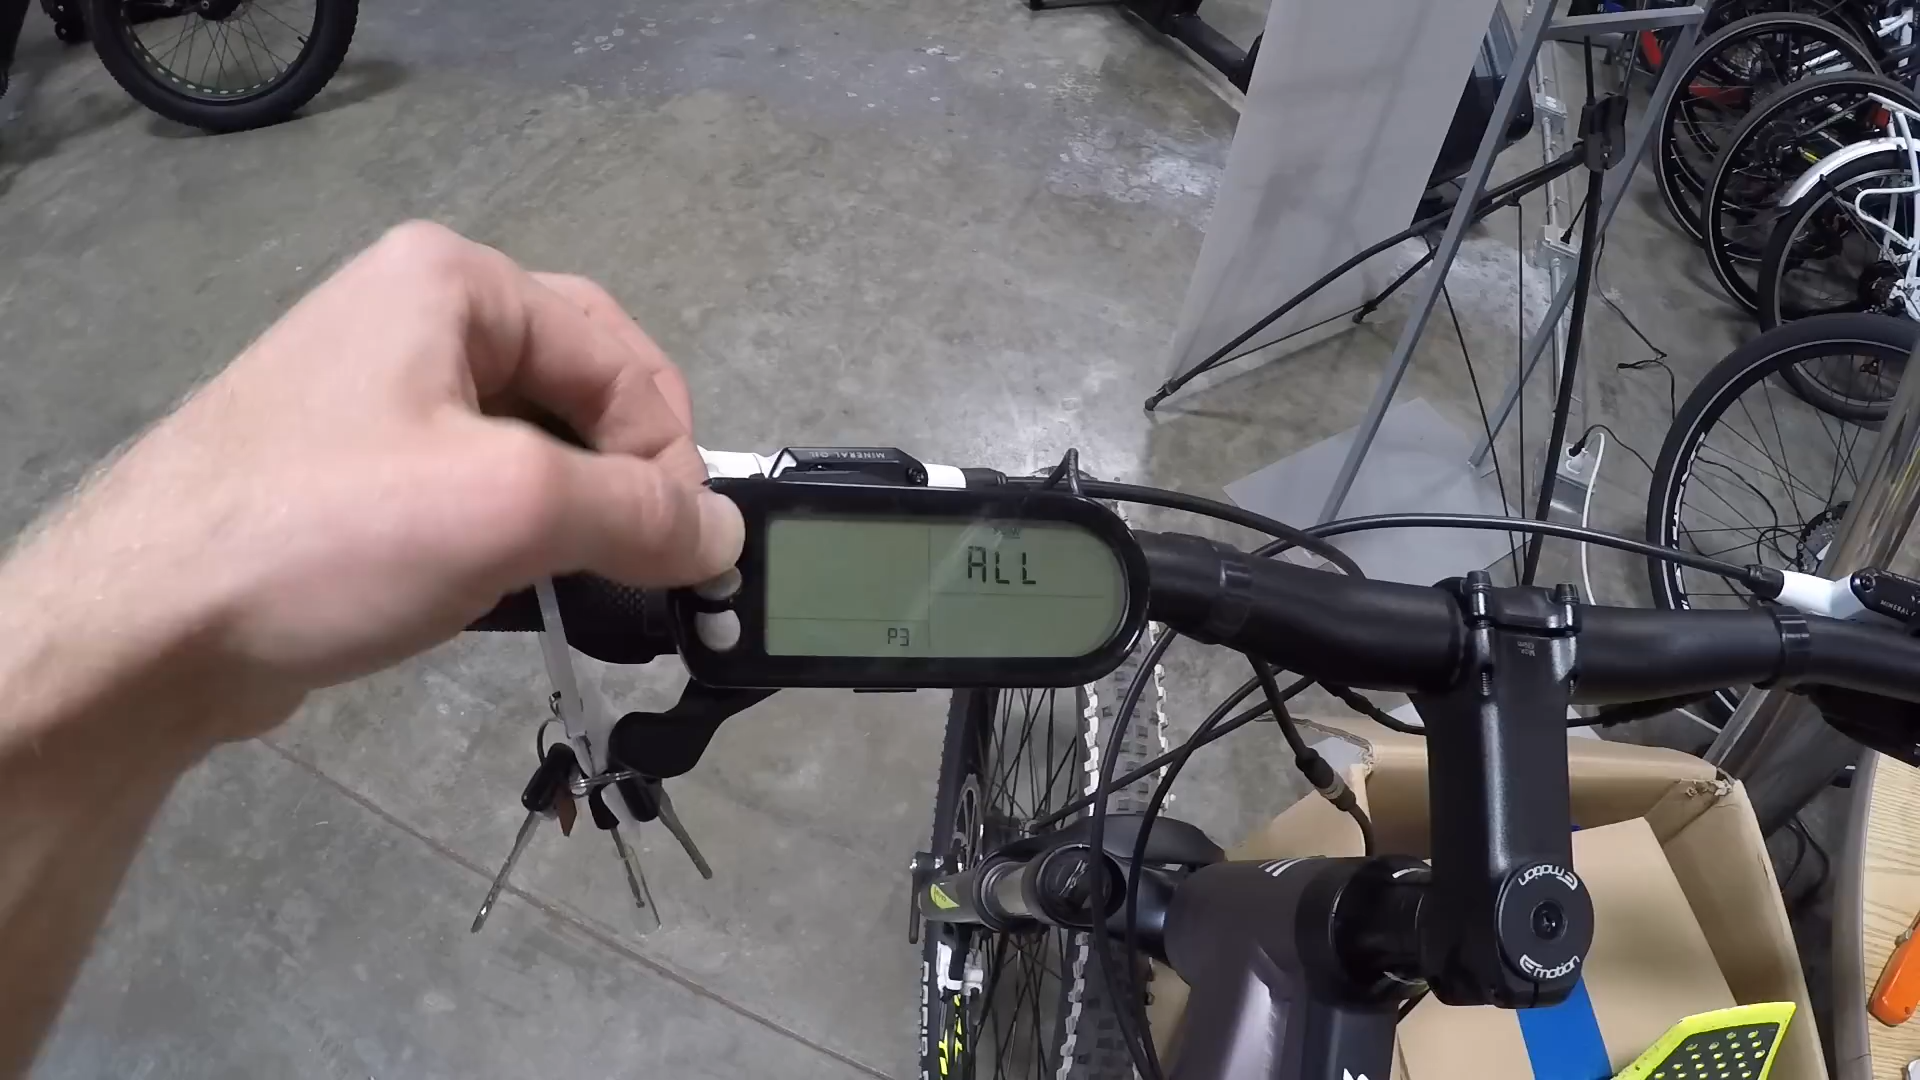 MINERAL OIL
ALL
P3
Emotion
Emotion